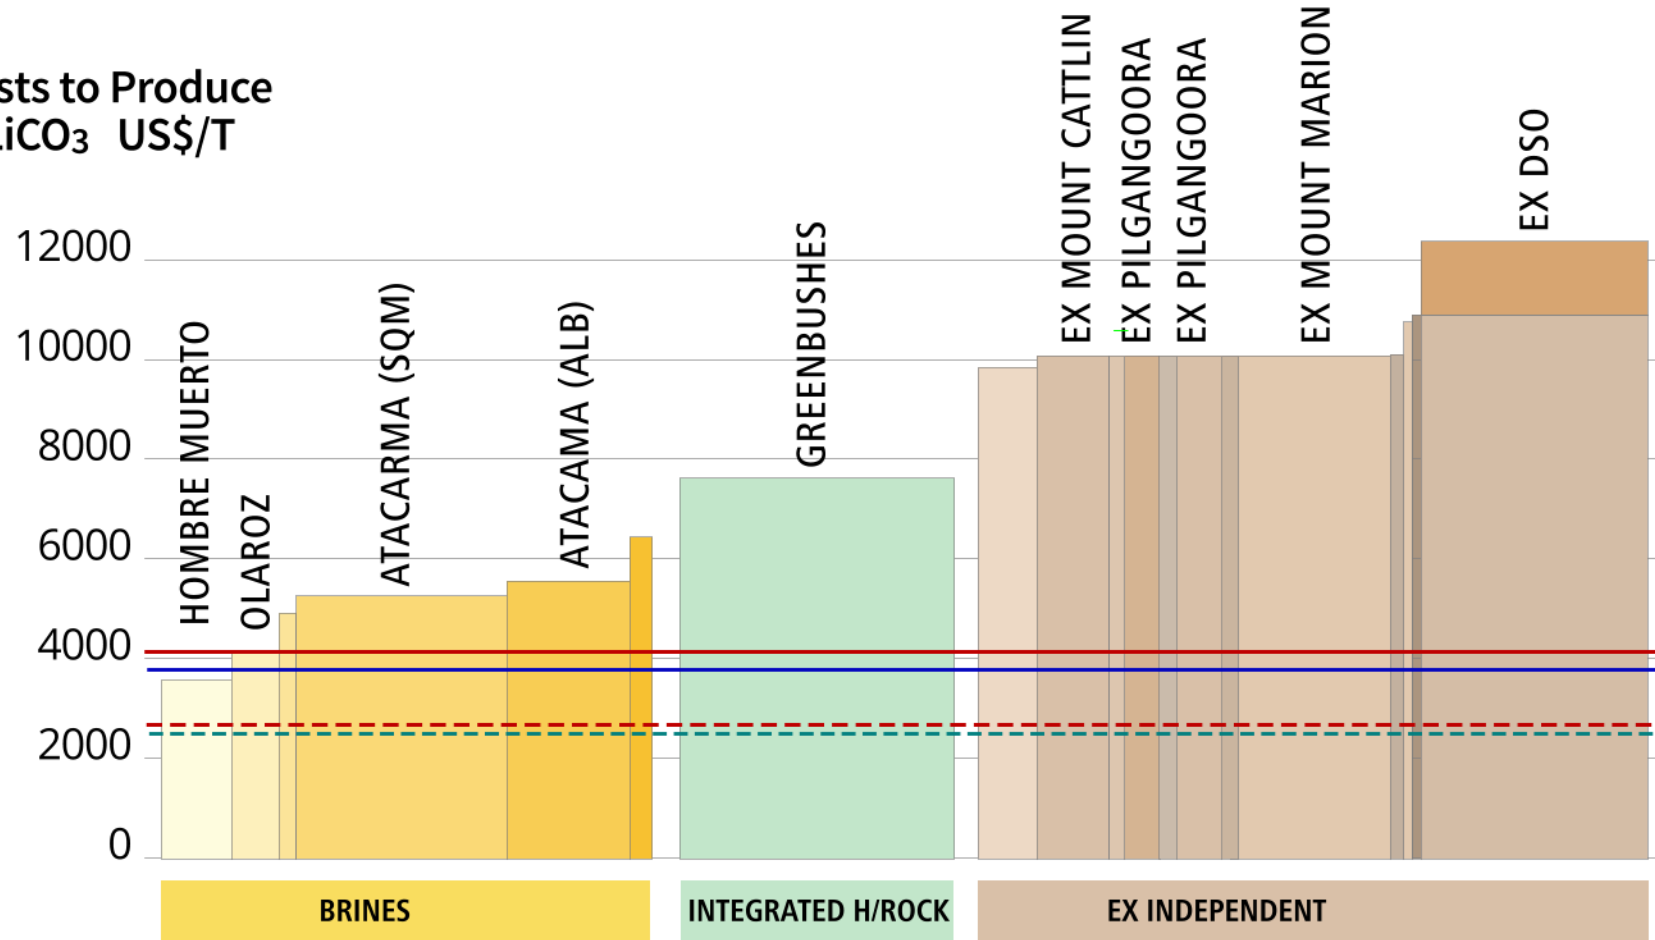 sts to Produce
LiCO3 US$/T
12000
10000
8000
6000
4000
2000
0
HOMBRE MUERTO
OLAROZ
ATACARMA (SQM)
ATACAMA (ALB)
GREENBUSHES
EX MOUNT CATTLIN
EX PILGANGOORA
EX PILGANGOORA
EX MOUNT MARION
EX DSO
BRINES
INTEGRATED H/ROCK
EX INDEPENDENT